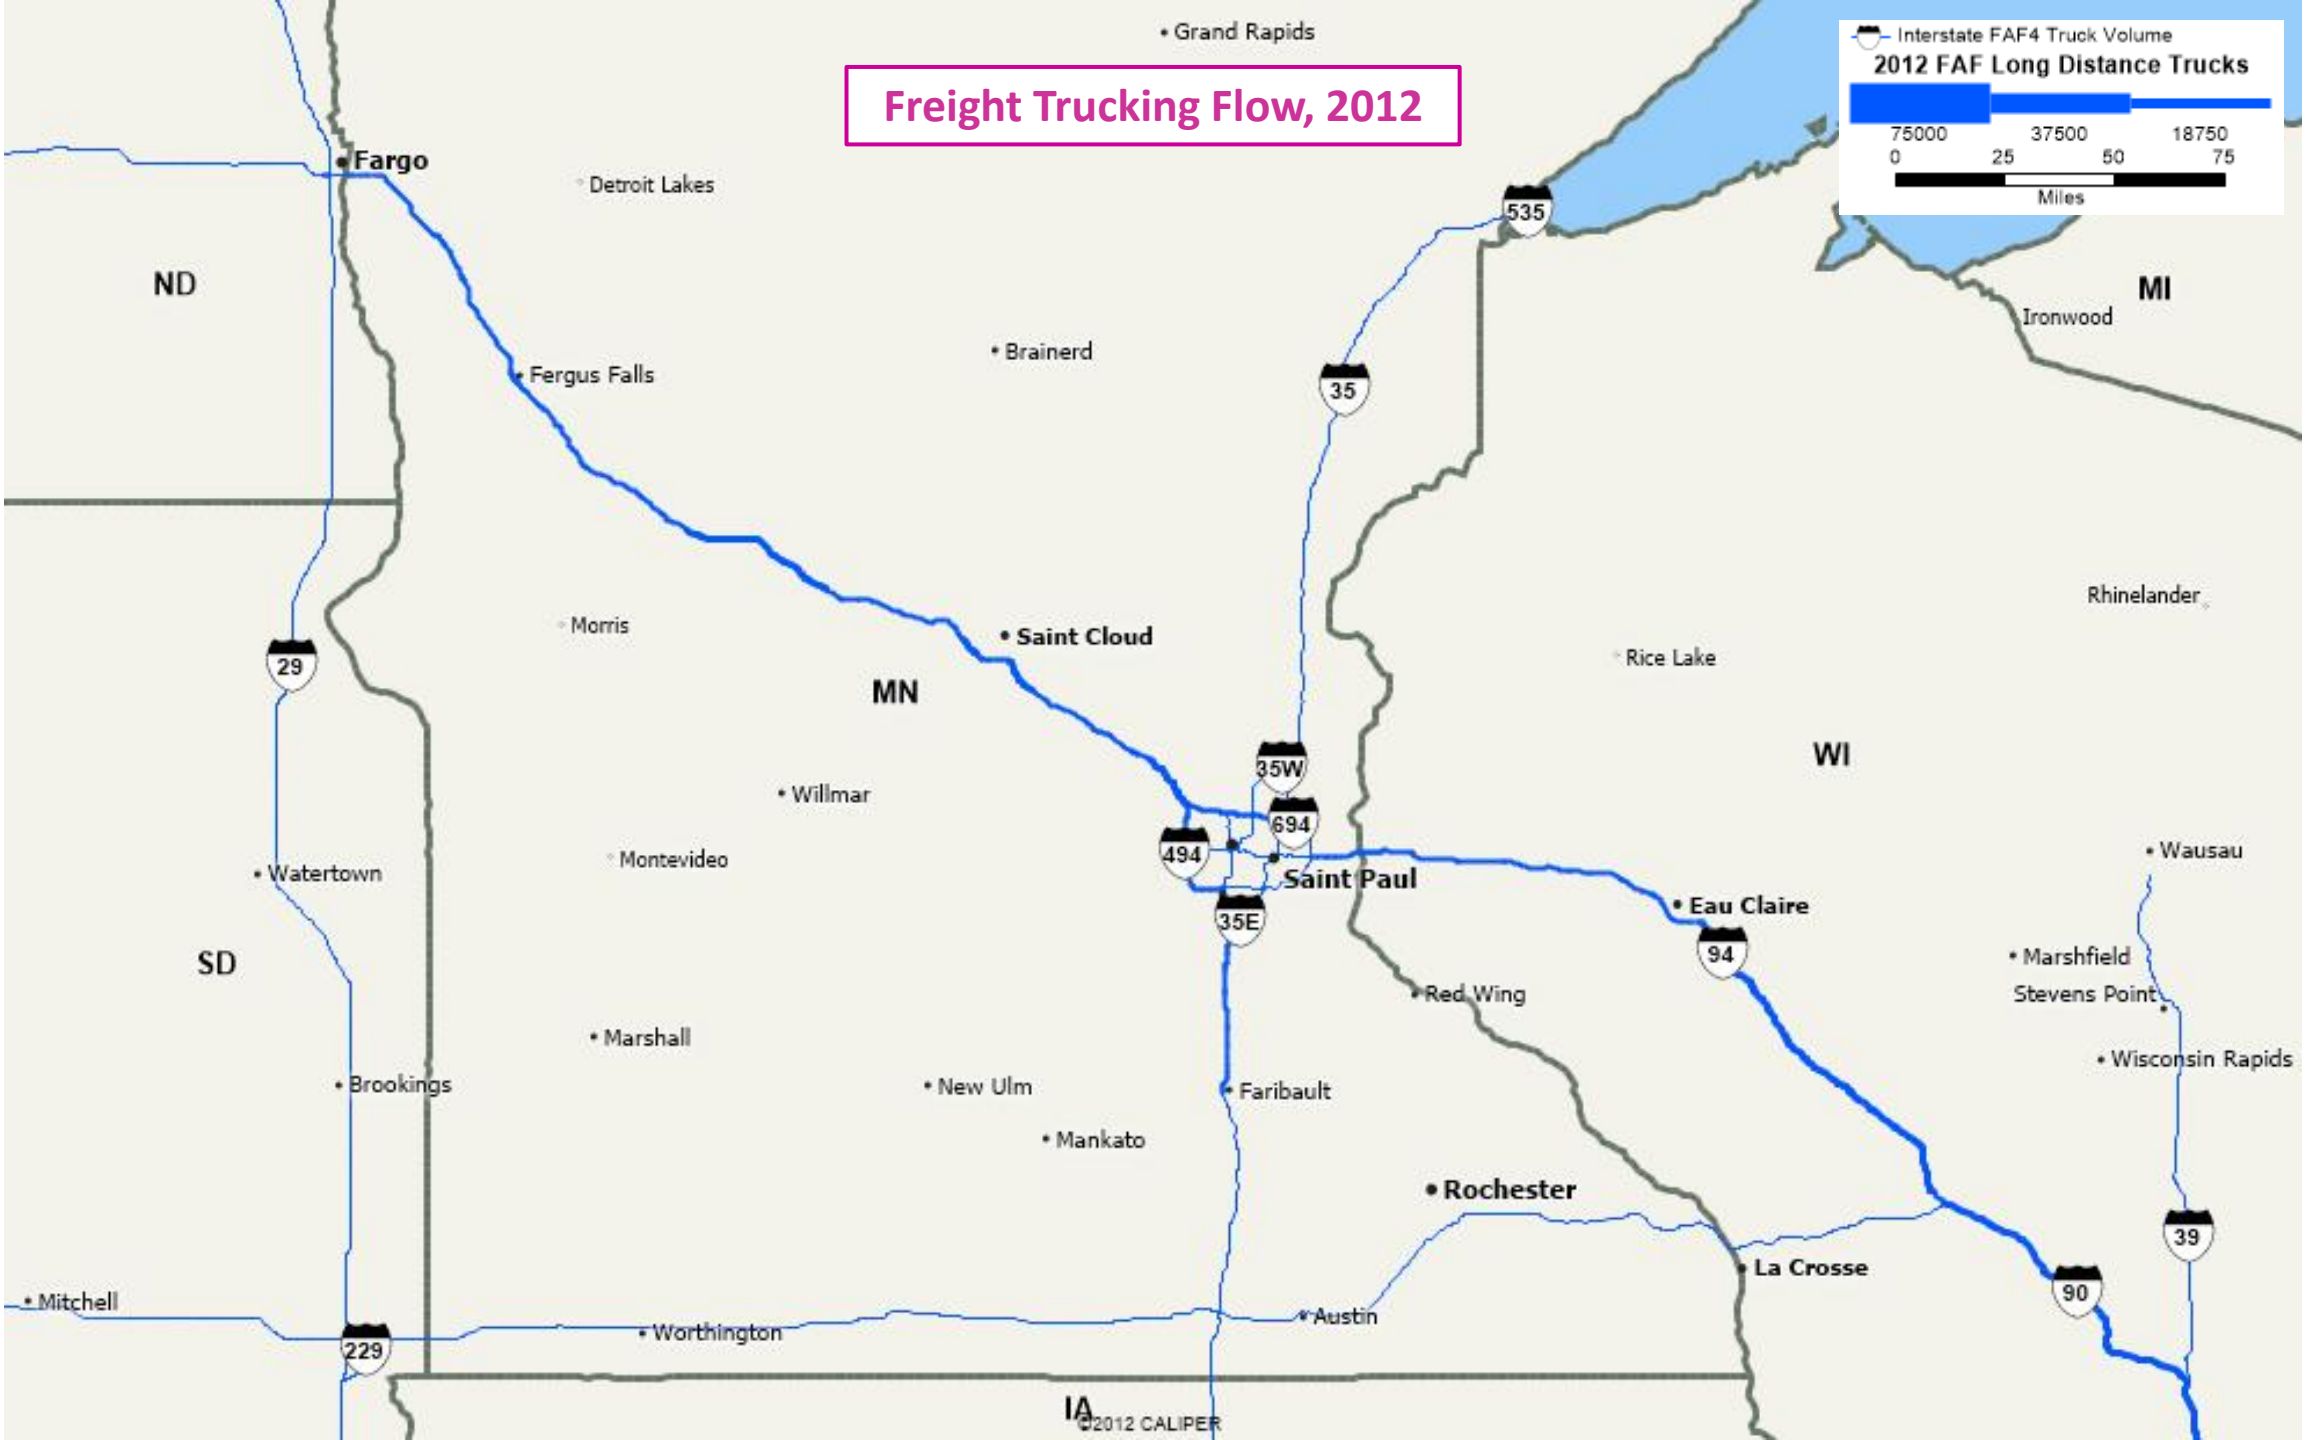 Grand Rapids
Interstate FAF4 Truck Volume
2012 FAF Long Distance Trucks
75000 37500 18750
0 25 50 75
Miles
Freight Trucking Flow, 2012
Fargo
Detroit Lakes
535
ND
MI
Ironwood
Brainerd
Fergus Falls
35
Rhinelander
Morris
Saint Cloud
Rice Lake
29
MN
WI
35W
Willmar
694
494
Montevideo
Wausau
Watertown
Saint Paul
Eau Claire
35E
94
Marshfield
SD
Red Wing
Stevens Point
Marshall
Wisconsin Rapids
Brookings
New Ulm
Faribault
Mankato
Rochester
39
La Crosse
90
Mitchell
Austin
Worthington
229
IA
©2012 CALIPER